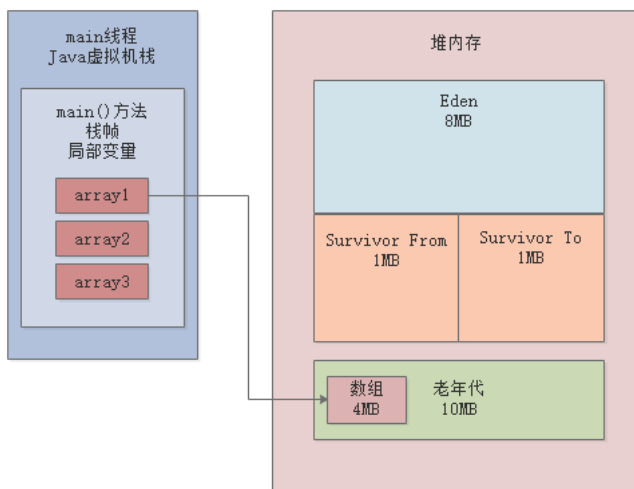 main线程
Java虚拟机栈
main()方法
栈帧
局部变量
array1
array2
array3
堆内存
Eden
8MB
Survivor From
1MB
Survivor To
1MB
数组
4MB
老年代
10MB